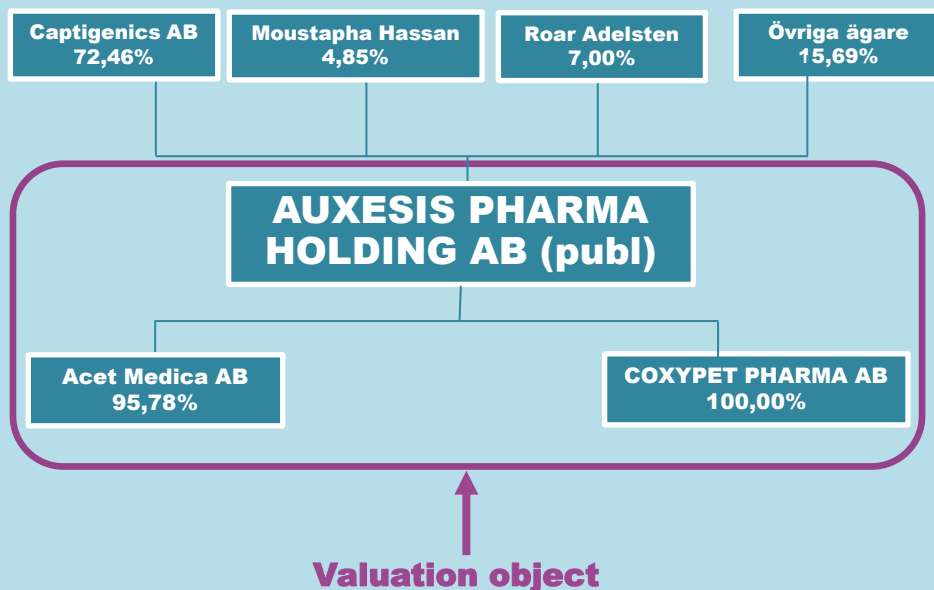 Captigenics AB
72,46%
Moustapha Hassan
4,85%
Roar Adelsten
7,00%
Övriga ägare
15,69%
AUXESIS PHARMA
HOLDING AB (publ)
Acet Medica AB
95,78%
COXYPET PHARMA AB
100,00%
Valuation object